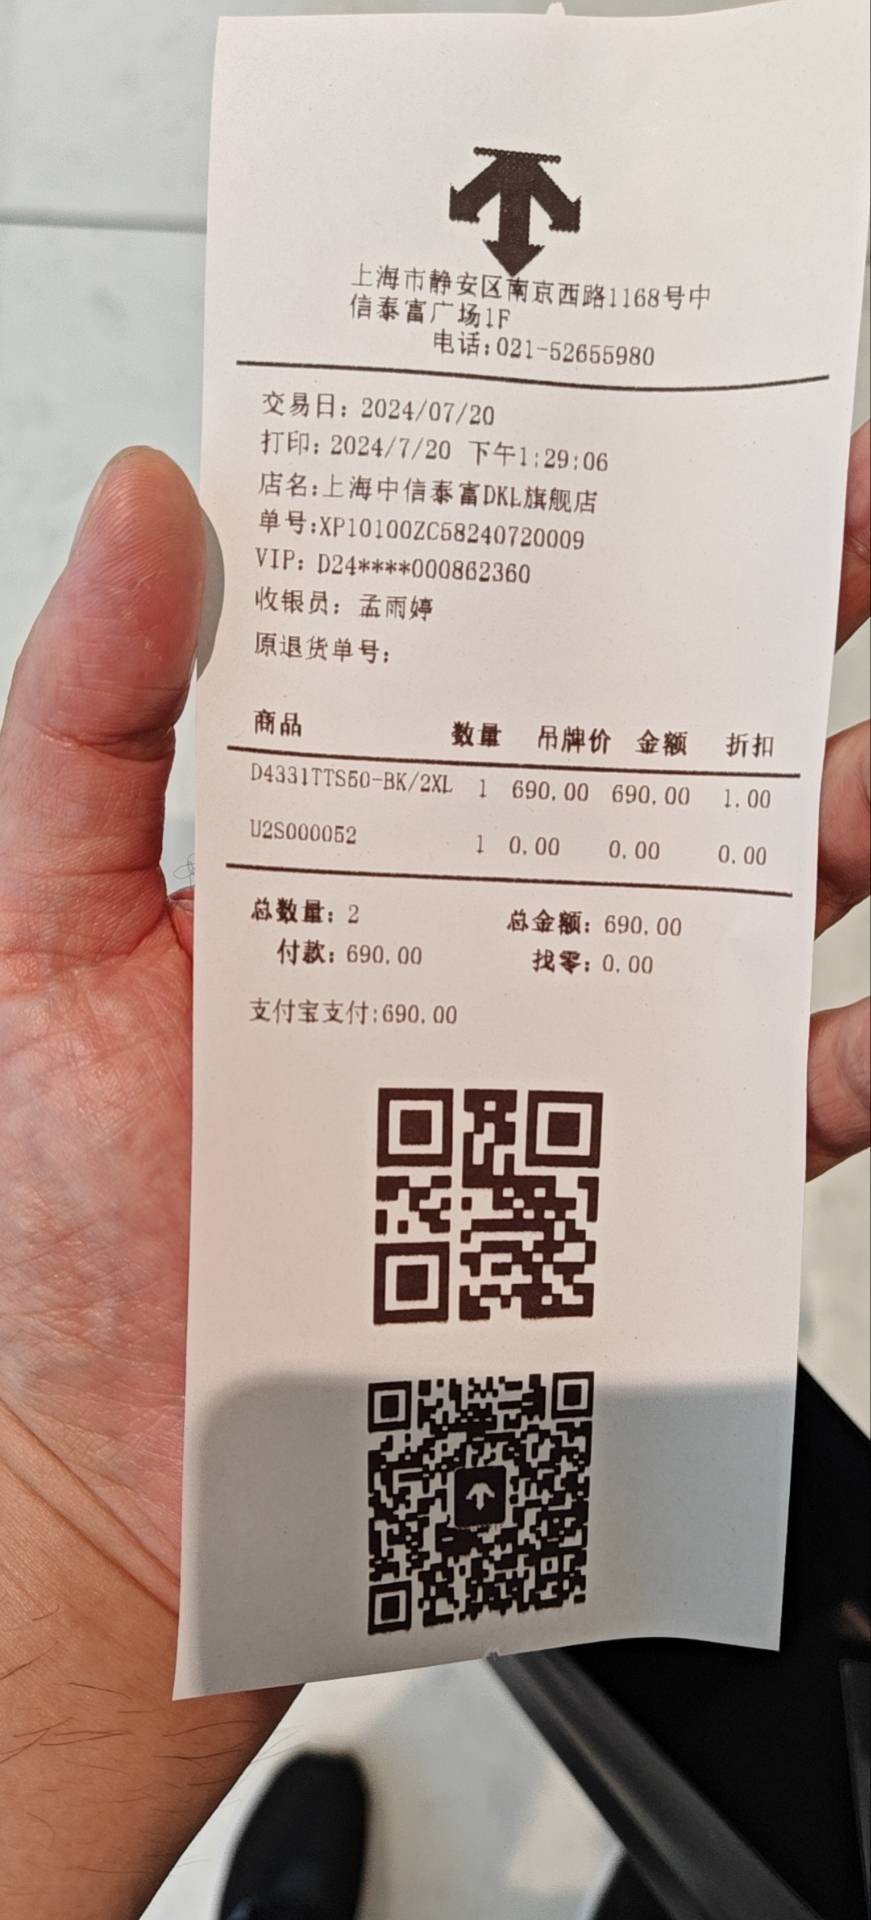 上海市静安区南京西路1168号中
信泰富广场1F
电话:021-52655980
交易日: 2024/07/20
打印: 2024/7/20 下午1:29:06
店名:上海中信泰富DKL旗舰店
单号:XP10100ZC58240720009
VIP: D24****000862360
收银员: 孟雨婷
原退货单号:
商品 数量 吊牌价 金额 折扣
D4331TTS50-BK/2XL 1 690.00 690.00 1.00
U2S000052 1 0.00 0.00 0.00
总数量: 2 总金额: 690.00
付款: 690.00 找零: 0.00
支付宝支付:690.00